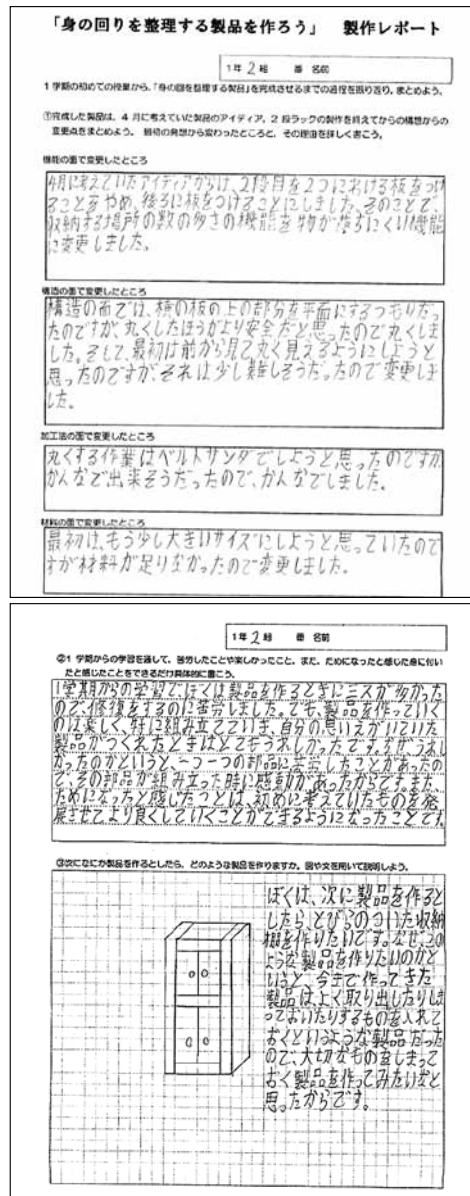 「身の回りを整理する製品を作ろう」　製作レポート
1年 2 組　番　名前
1学期の初めての授業から、「身の回を整理する製品」を完成させるまでの過程を振り返り、まとめよう。
①完成した製品は、4月に考えていた製品のアイディア、2段ラックの製作を終えてからの構想からの
変更点をまとめよう。 最初の発想から変わったところと、その理由を詳しく書こう。
機能の面で変更したところ
4月に考えていたアイディアからは、2段目を2つにおける板をつけ
ることをやめ、後ろに板をつけることにしました。そのことで、
収納する場所の数の多さの機能を物が落ちにくい機能
に変更しました。
構造の面で変更したところ
構造の面では、横の板の上の部分を平面にするつもりだっ
たのですが、丸くしたほうがより安全だと思ったので丸くしま
した。そして、最初は前から見て丸く見えるようにしようと
思ったのですが、それは少し難しそうだったので変更しま
した。
加工法の面で変更したところ
丸くする作業はベルトサンダでしようと思ったのですが、
かんなで出来そうだったので、かんなでしました。
材料の面で変更したところ
最初は、もう少し大きいサイズにしようと思っていたので
すが材料が足りなかったので変更しました。
1年 2 組　番　名前
②1学期からの学習を通して、苦労したことや楽しかったこと、また、ためになったと感じた身に付い
たと感じたことをできるだけ具体的に書こう。
1学期からの学習でぼくは製品を作るときにミスが多かった
ので、修復をするのに苦労しました。でも、製品を作っていく
のは楽しく、特に組み立てていき、自分の思いえがいていた
製品がつくれたときはとてもうれしかったです。なぜ、うれし
かったのかというと、一つ一つの部品に苦労したことがあったの
で、その部品が組み立った時に感動があったからです。また、
ためになったと感じたことは、初めに考えていたものを発
展させてより良くしていくことができるようになったことです。
③次になにか製品を作るとしたら、どのような製品を作りますか。図や文を用いて説明しよう。
ぼくは、次に製品を作ると
したら、とびらのついた収納
棚を作りたいです。なぜ、この
ような製品を作りたいのかと
いうと、今まで作ってきた
製品は、よく取り出したりしま
っておいたりするものを入れて
おくというような製品だった
ので、大切なものをしまって
おく製品を作ってみたいなと
思ったからです。